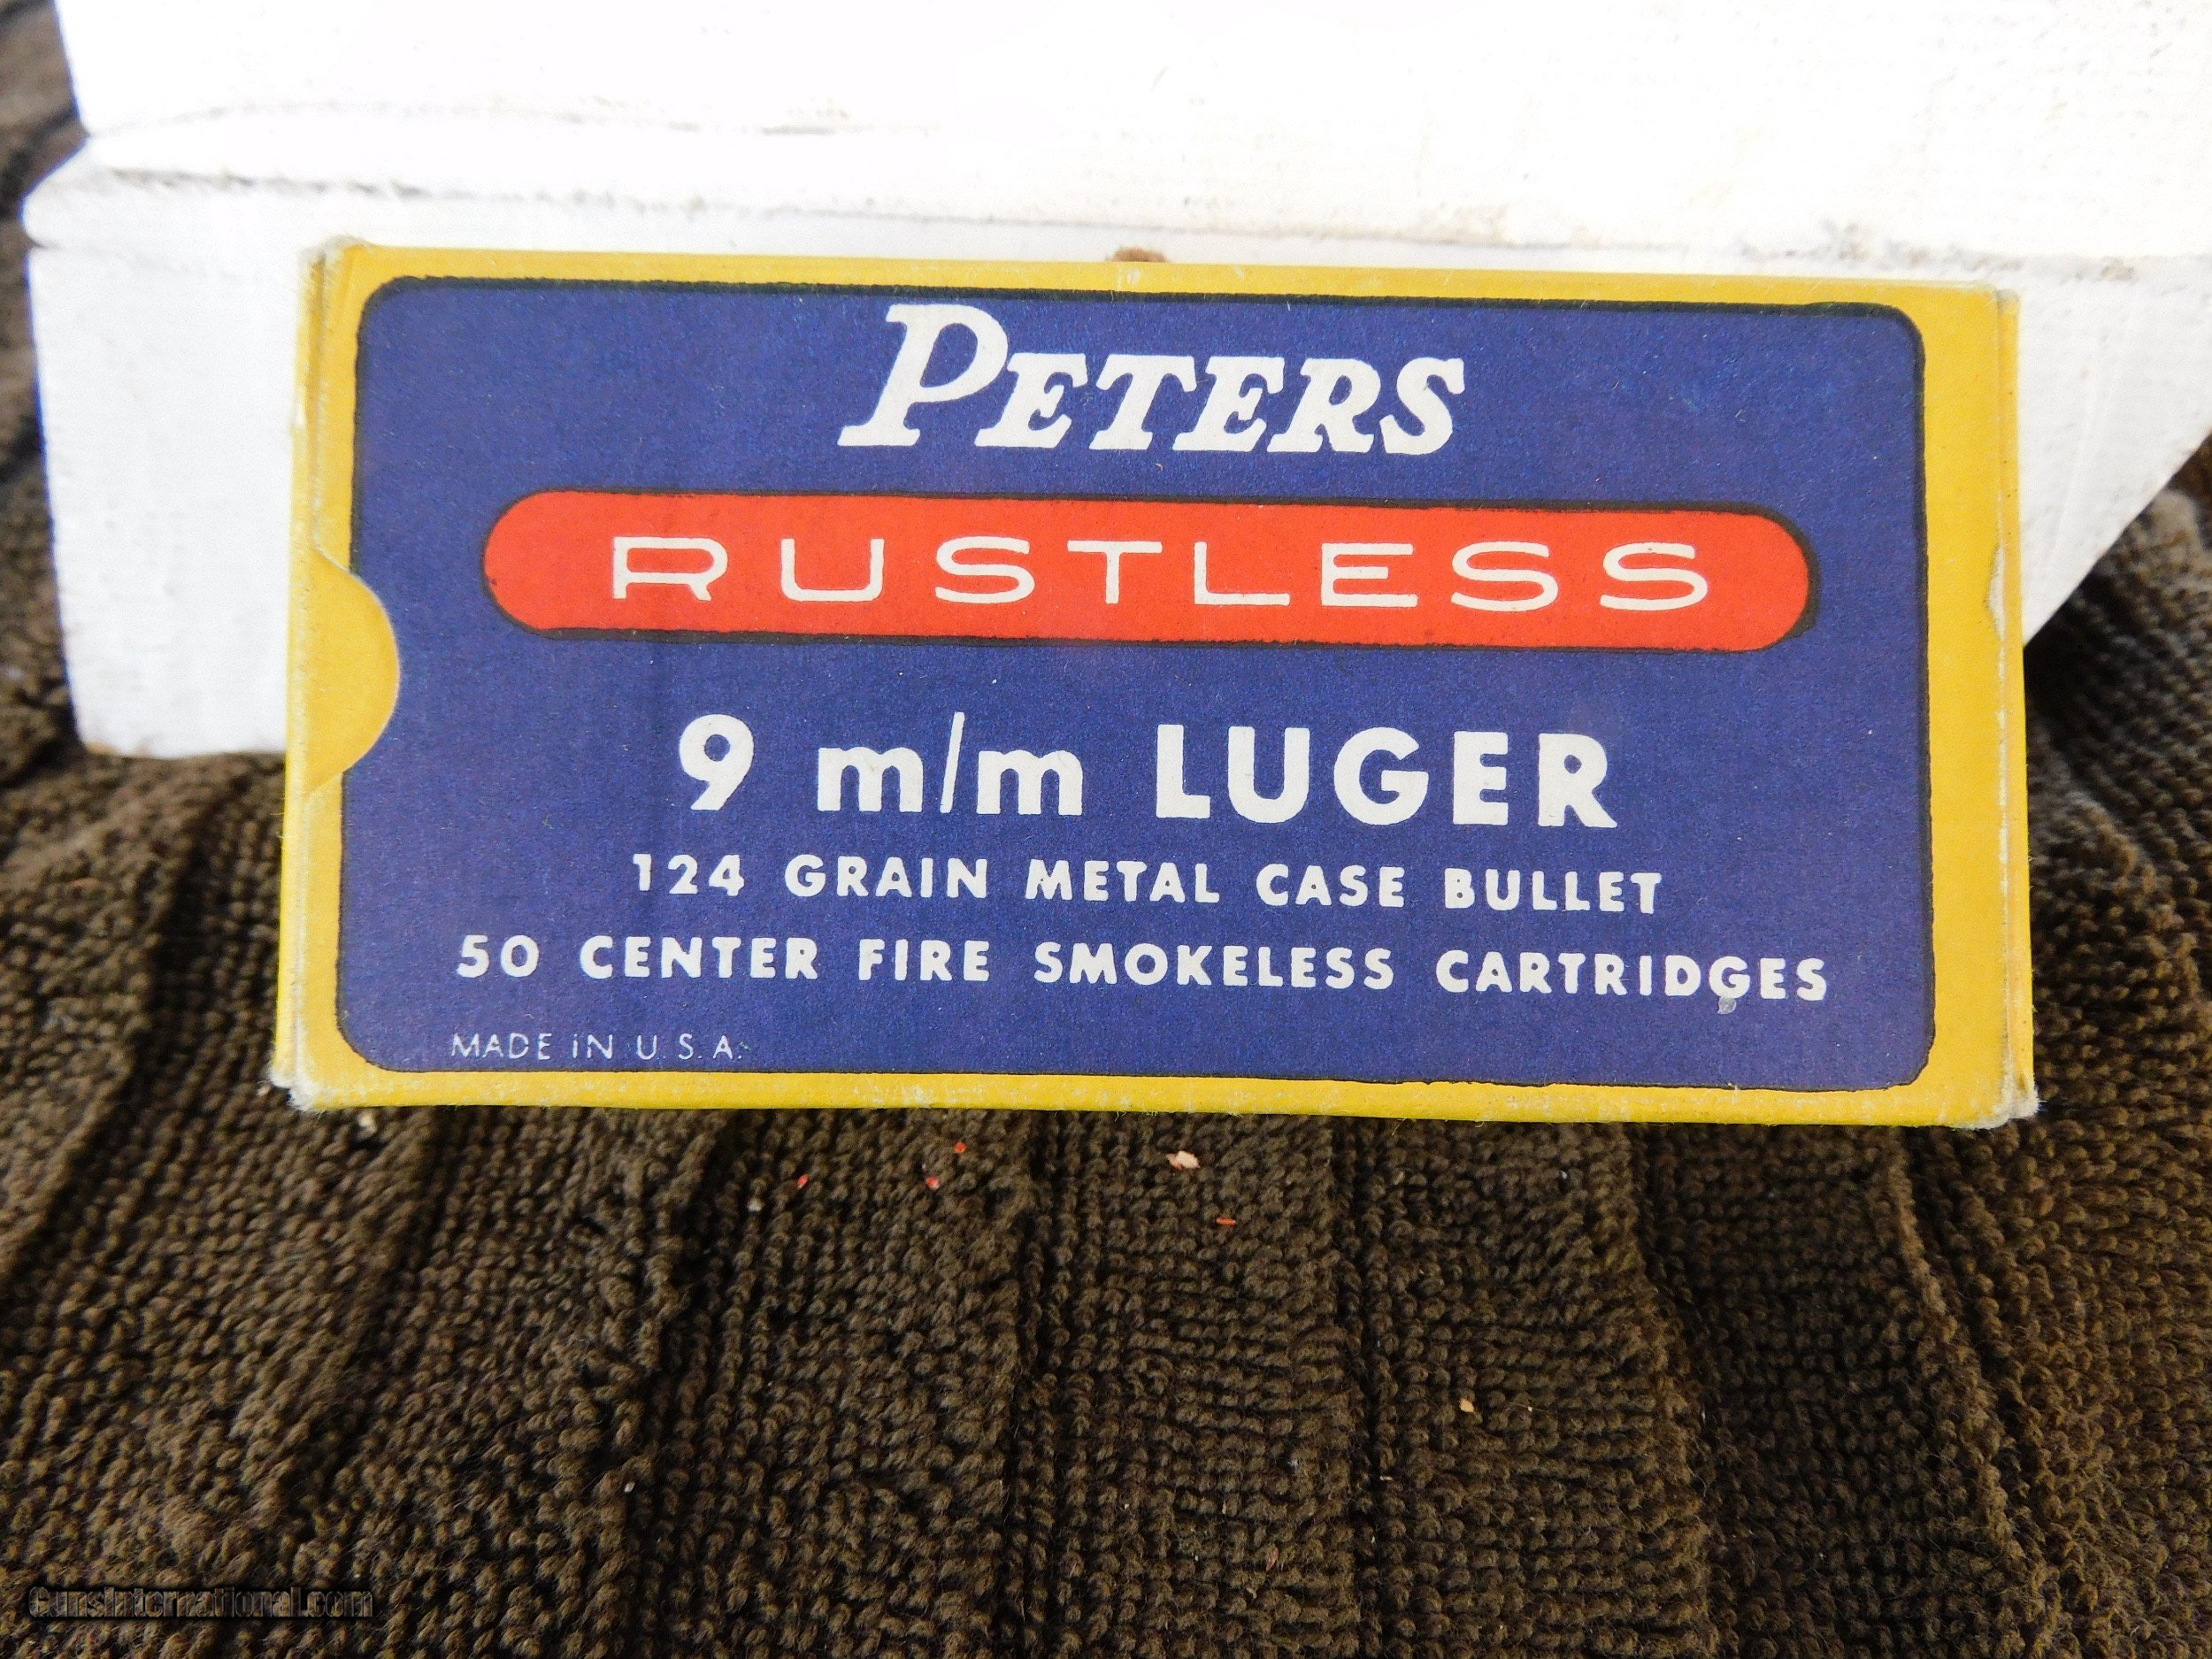 PETERS
RUSTLESS
9 m/m LUGER
124 GRAIN METAL CASE BULLET
50 CENTER FIRE SMOKELESS CARTRIDGES
MADE IN U.S.A.
GunsInternational.com